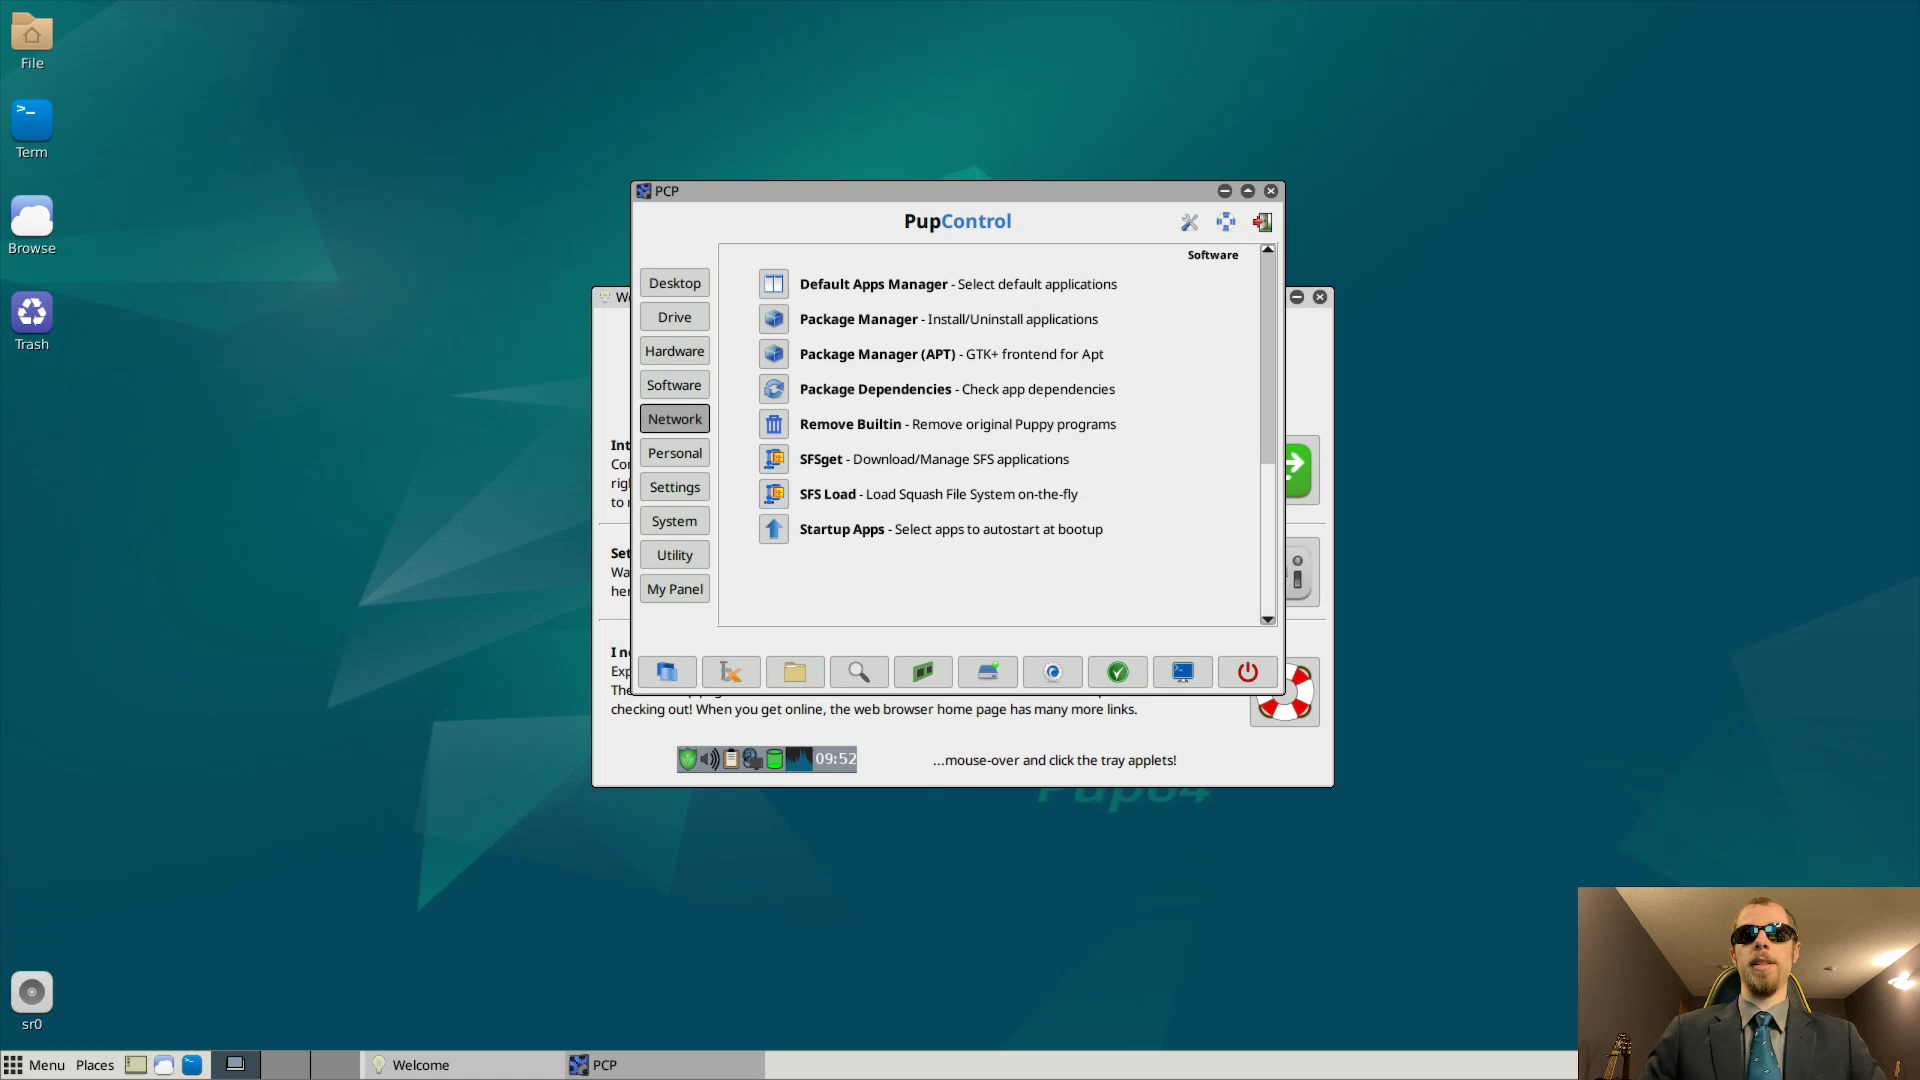 File
Term
Browse
Trash
sr0
PCP
PupControl
Software
Desktop
Drive
Hardware
Software
Network
Personal
Settings
System
Utility
My Panel
Default Apps Manager - Select default applications
Package Manager - Install/Uninstall applications
Package Manager (APT) - GTK+ frontend for Apt
Package Dependencies - Check app dependencies
Remove Builtin - Remove original Puppy programs
SFSget - Download/Manage SFS applications
SFS Load - Load Squash File System on-the-fly
Startup Apps - Select apps to autostart at bootup
to
checking out! When you get online, the web browser home page has many more links.
09:52
...mouse-over and click the tray applets!
Menu
Places
Welcome
PCP